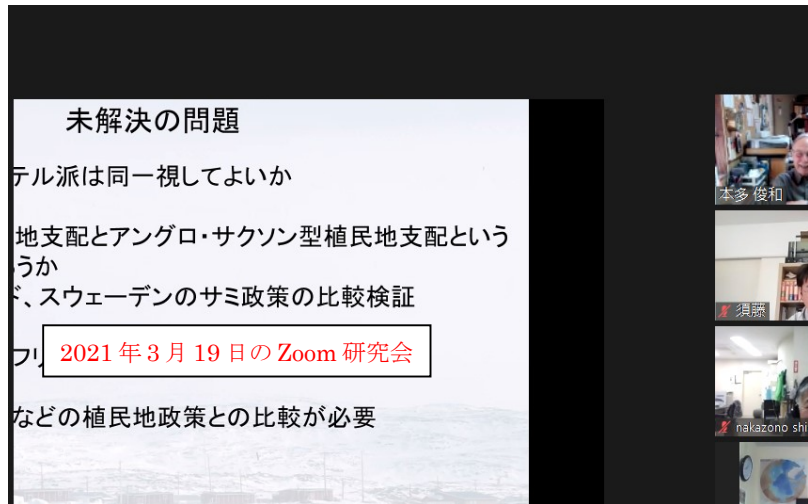 未解決の問題
テル派は同一視してよいか
地支配とアングロ・サクソン型植民地支配という
うか
ド、スウェーデンのサミ政策の比較検証
フリ
2021年3月19日のZoom研究会
などの植民地政策との比較が必要
本多 俊和
須藤
nakazono shi